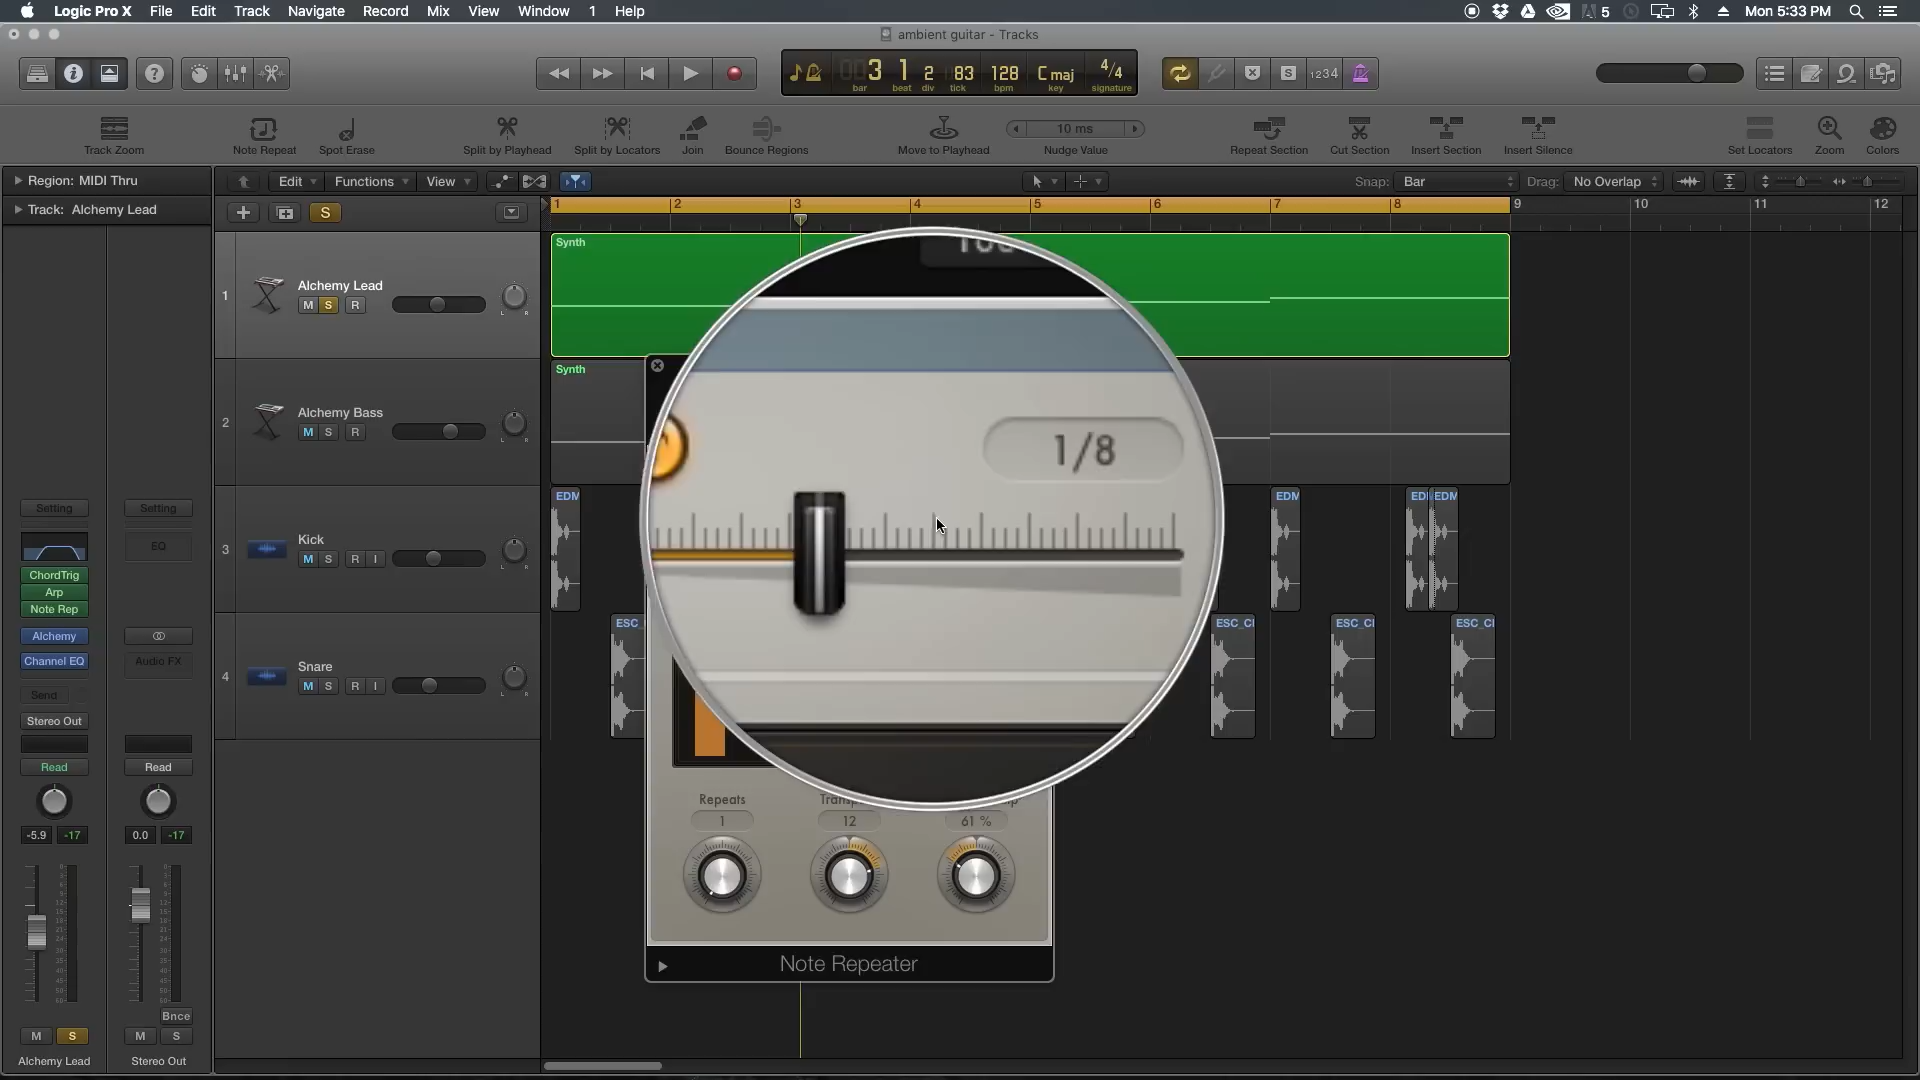 Logic Pro X File Edit Track Navigate Record Mix View Window 1 Help
5 Mon 5:33 PM
ambient guitar - Tracks
3 1 2 83 128 C maj 4/4
bar beat div tick bpm key signature
S 1234
Track Zoom Note Repeat Spot Erase Split by Playhead Split by Locators Join Bounce Regions Move to Playhead 10 ms Nudge Value Repeat Section Cut Section Insert Section Insert Silence Set Locators Zoom Colors
Region: MIDI Thru
Edit Functions View Snap: Bar Drag: No Overlap
Track: Alchemy Lead
S
1 2 3 4 5 6 7 8 9 10 11 12
Synth
1 Alchemy Lead
M S R
L R
Synth
2 Alchemy Bass
M S R
L R
1/8
EDM EDM EDM EDM
3 Kick
M S R I
L R
ESC_ ESC_Cl ESC_Cl ESC_Cl
4 Snare
M S R I
L R
Setting Setting
EQ
ChordTrig
Arp
Note Rep
Alchemy
Channel EQ Audio FX
Send
Stereo Out
Read Read
-5.9 -17 0.0 -17
Bnce
M S M S
Alchemy Lead Stereo Out
Repeats
1 12 61 %
Note Repeater